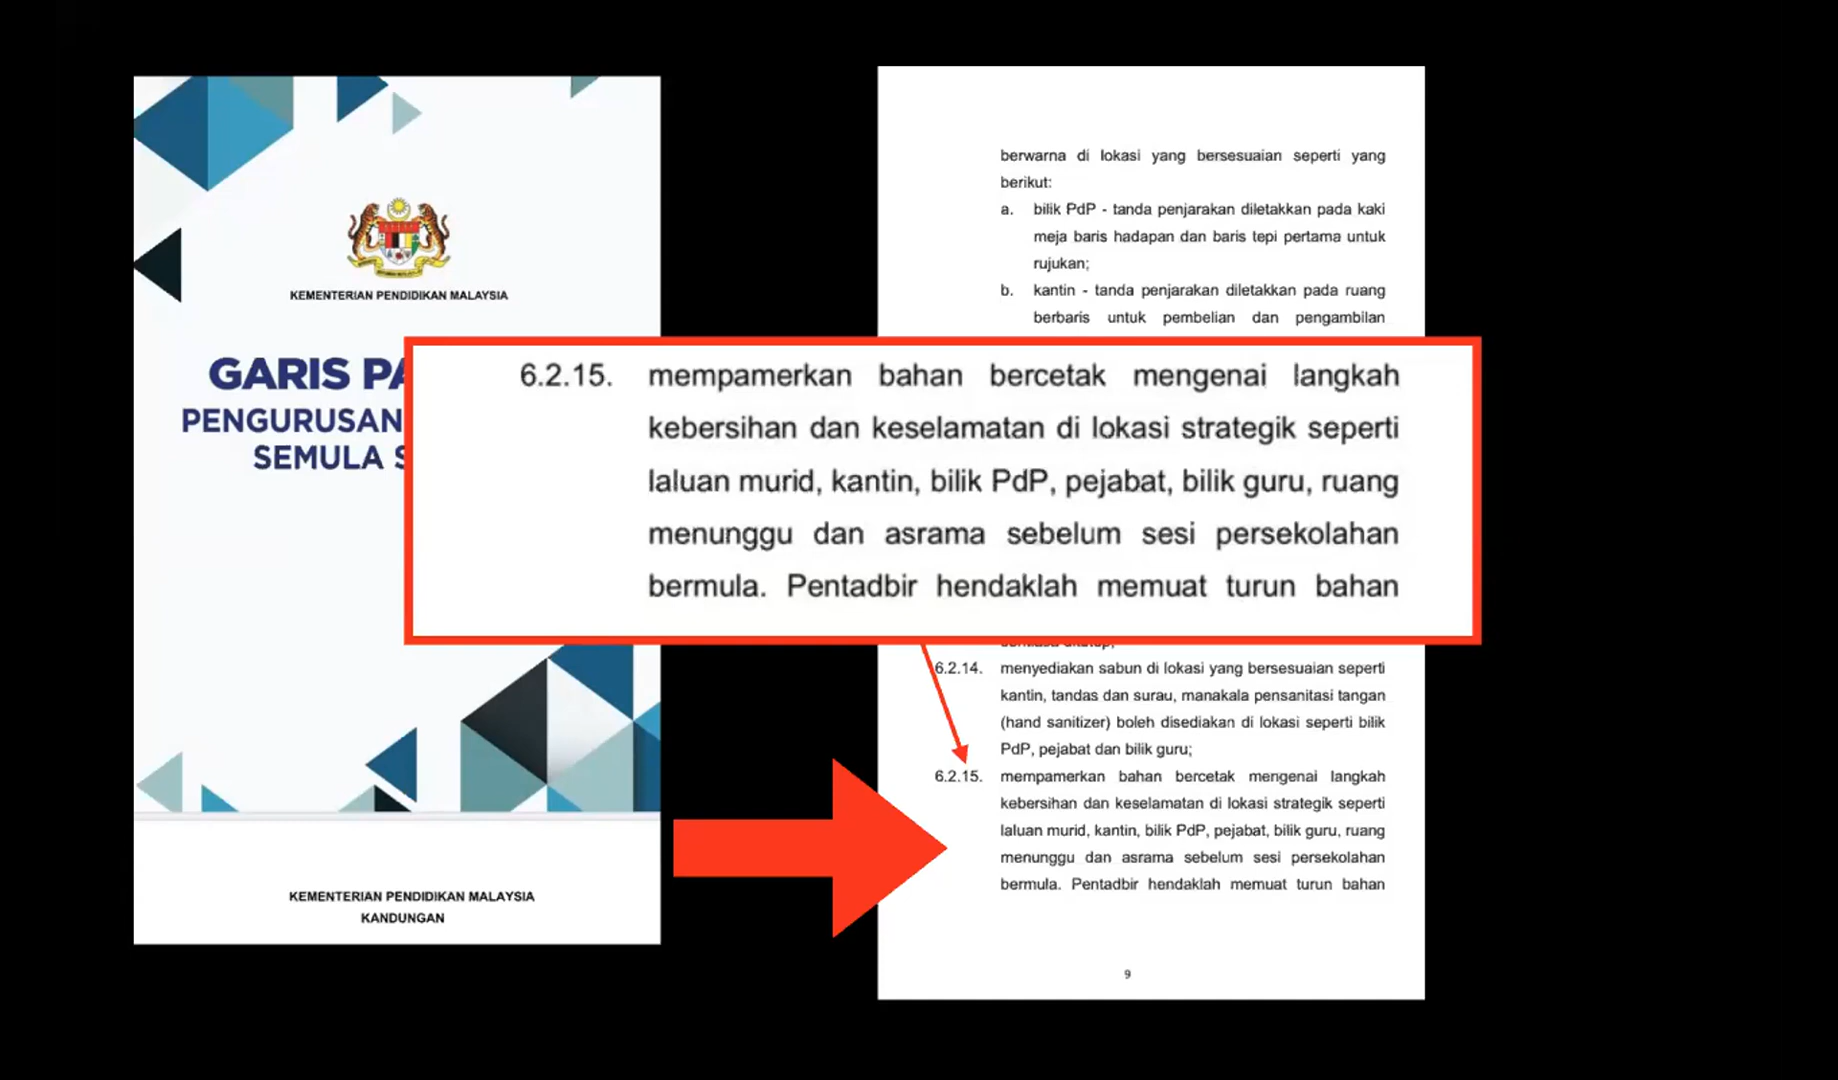 KEMENTERIAN PENDIDIKAN MALAYSIA
GARIS
PENGURUSAN
SEMULA
KEMENTERIAN PENDIDIKAN MALAYSIA
KANDUNGAN
berwarna di lokasi yang bersesuaian seperti yang
berikut:
a. bilik PdP - tanda penjarakan diletakkan pada kaki
meja baris hadapan dan baris tepi pertama untuk
rujukan;
b. kantin - tanda penjarakan diletakkan pada ruang
berbaris untuk pembelian dan pengambilan
6.2.15. mempamerkan bahan bercetak mengenai langkah
kebersihan dan keselamatan di lokasi strategik seperti
laluan murid, kantin, bilik PdP, pejabat, bilik guru, ruang
menunggu dan asrama sebelum sesi persekolahan
bermula. Pentadbir hendaklah memuat turun bahan
6.2.14. menyediakan sabun di lokasi yang bersesuaian seperti
kantin, tandas dan surau, manakala pensanitasi tangan
(hand sanitizer) boleh disediakan di lokasi seperti bilik
PdP, pejabat dan bilik guru;
6.2.15. mempamerkan bahan bercetak mengenai langkah
kebersihan dan keselamatan di lokasi strategik seperti
laluan murid, kantin, bilik PdP, pejabat, bilik guru, ruang
menunggu dan asrama sebelum sesi persekolahan
bermula. Pentadbir hendaklah memuat turun bahan
9